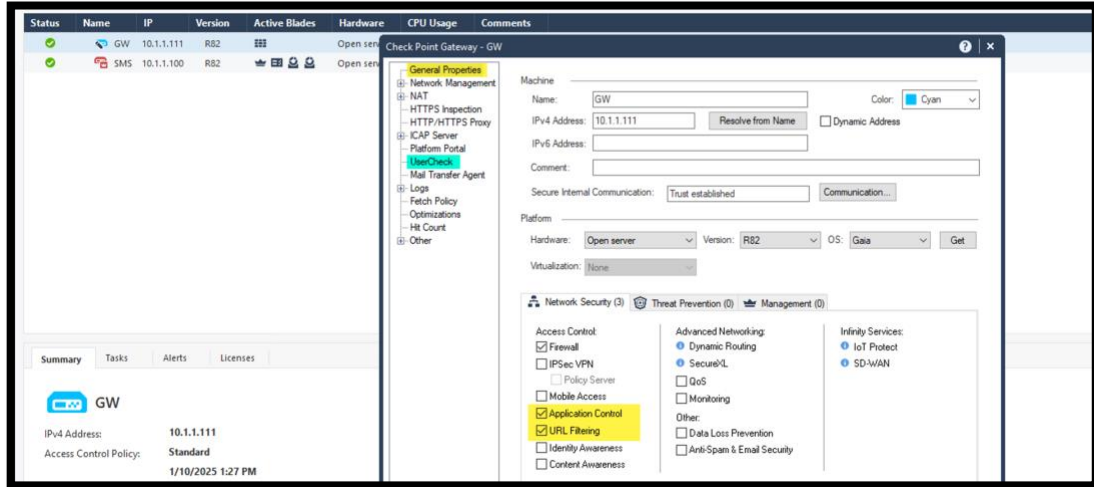 Status Name IP Version Active Blades Hardware CPU Usage Comments
GW 10.1.1.111 R82 Open
SMS 10.1.1.100 R82 Open
Check Point Gateway - GW
General Properties
Network Management
NAT
HTTPS Inspection
HTTP/HTTPS Proxy
ICAP Server
Platform Portal
UserCheck
Mail Transfer Agent
Logs
Fetch Policy
Optimizations
Hit Count
Other
Machine
Name: GW Color: Cyan
IPv4 Address: 10.1.1.111 Resolve from Name Dynamic Address
IPv6 Address:
Comment:
Secure Internal Communication: Trust established Communication...
Platform
Hardware: Open server Version: R82 OS: Gaia Get
Virtualization: None
Network Security (3) Threat Prevention (0) Management (0)
Access Control: Advanced Networking: Infinity Services:
Firewall Dynamic Routing IoT Protect
IPSec VPN SecureXL SD-WAN
Policy Server QoS
Mobile Access Monitoring
Application Control Other:
URL Filtering Data Loss Prevention
Identity Awareness Anti-Spam & Email Security
Content Awareness
Summary Tasks Alerts Licenses
GW
IPv4 Address: 10.1.1.111
Access Control Policy: Standard
1/10/2025 1:27 PM